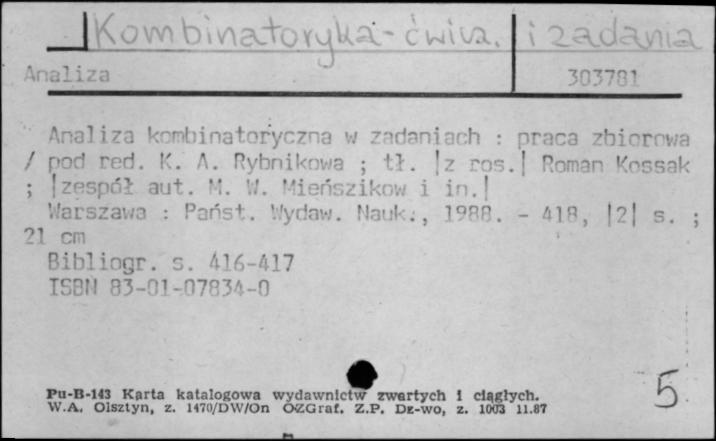 Kombinatoryka - ćwicz. i zadania
Analiza 303781
Analiza kombinatoryczna w zadaniach : praca zbiorowa
/ pod red. K. A. Rybnikowa ; tł. |z ros.| Roman Kossak
; |zespół aut. M. W. Mieńszikow i in.|
Warszawa : Państ. Wydaw. Nauk., 1988. - 418, |2| s. ;
21 cm
Bibliogr. s. 416-417
ISBN 83-01-07834-0
Pu-B-143 Karta katalogowa wydawnictw zwartych i ciągłych.
W.A. Olsztyn, z. 1470/DW/On OZGraf. Z.P. Dz-wo, z. 1003 11.87
5